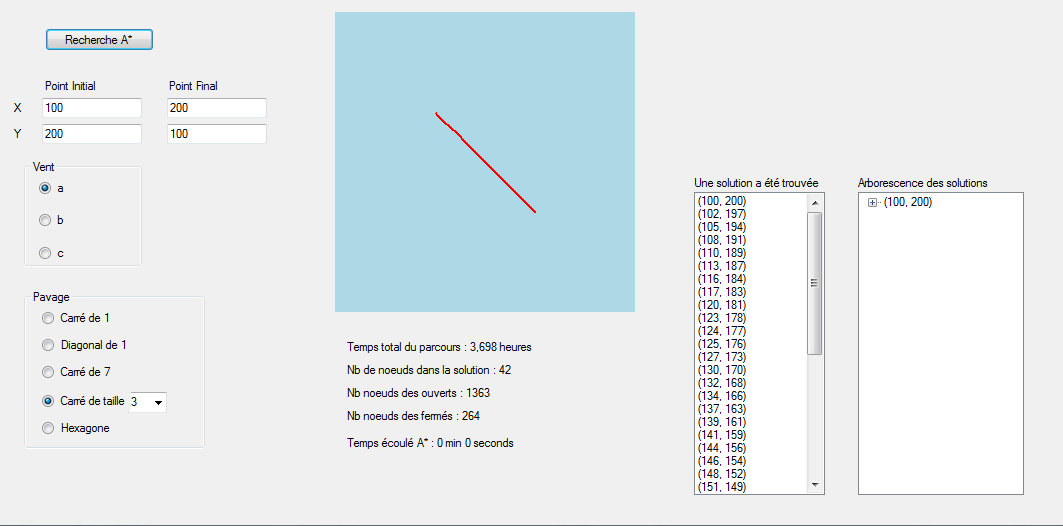 Recherche A*
Point Initial Point Final
X 100 200
Y 200 100
Vent
a
b
c
Pavage
Carré de 1
Diagonal de 1
Carré de 7
Carré de taille 3
Hexagone
Temps total du parcours : 3,698 heures
Nb de noeuds dans la solution : 42
Nb noeuds des ouverts : 1363
Nb noeuds des fermés : 264
Temps écoulé A* : 0 min 0 seconds
Une solution a été trouvée
(100, 200)
(102, 197)
(105, 194)
(108, 191)
(110, 189)
(113, 187)
(116, 184)
(117, 183)
(120, 181)
(123, 178)
(124, 177)
(125, 176)
(127, 173)
(130, 170)
(132, 168)
(134, 166)
(137, 163)
(139, 161)
(141, 159)
(144, 156)
(146, 154)
(148, 152)
(151, 149)
Arborescence des solutions
(100, 200)